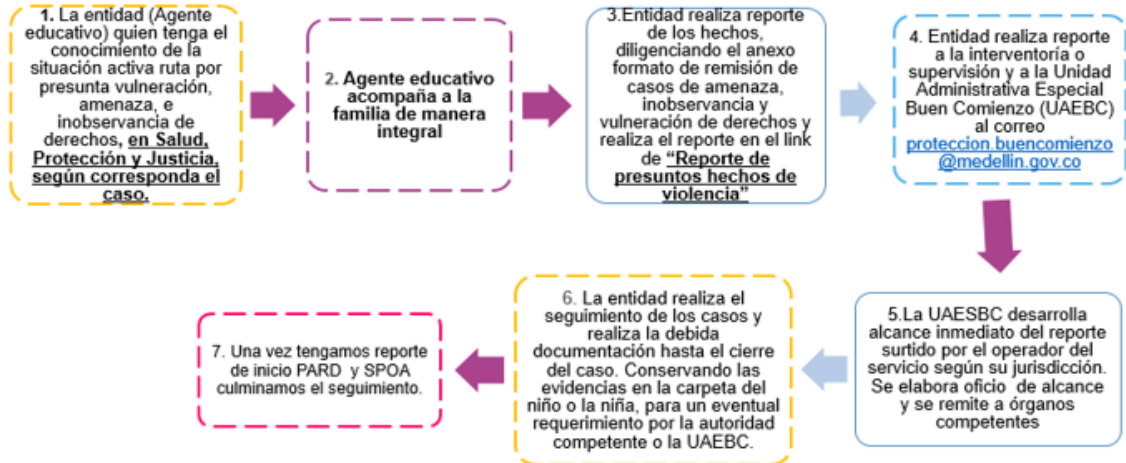 1. La entidad (Agente
educativo) quien tenga el
conocimiento de la
situación activa ruta por
presunta vulneración,
amenaza, e
inobservancia de
derechos, en Salud,
Protección y Justicia,
según corresponda el
caso.
2. Agente educativo
acompaña a la
familia de manera
integral
3.Entidad realiza reporte
de los hechos,
diligenciando el anexo
formato de remisión de
casos de amenaza,
inobservancia y
vulneración de derechos y
realiza el reporte en el link
de “Reporte de
presuntos hechos de
violencia”
4. Entidad realiza reporte
a la interventoría o
supervisión y a la Unidad
Administrativa Especial
Buen Comienzo (UAEBC)
al correo
proteccion.buencomienzo
@medellin.gov.co
5.La UAESBC desarrolla
alcance inmediato del reporte
surtido por el operador del
servicio según su jurisdicción.
Se elabora oficio de alcance
y se remite a órganos
competentes
6. La entidad realiza el
seguimiento de los casos y
realiza la debida
documentación hasta el cierre
del caso. Conservando las
evidencias en la carpeta del
niño o la niña, para un eventual
requerimiento por la autoridad
competente o la UAEBC.
7. Una vez tengamos reporte
de inicio PARD y SPOA
culminamos el seguimiento.